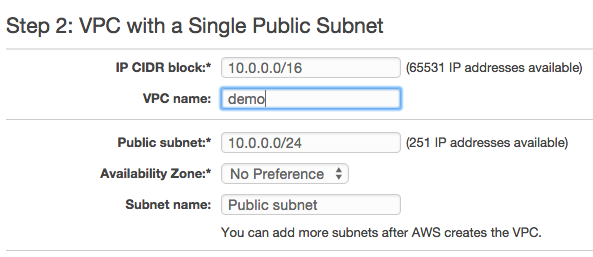 Step 2: VPC with a Single Public Subnet
IP CIDR block:* 10.0.0.0/16 (65531 IP addresses available)
VPC name: demo
Public subnet:* 10.0.0.0/24 (251 IP addresses available)
Availability Zone:* No Preference
Subnet name: Public subnet
You can add more subnets after AWS creates the VPC.